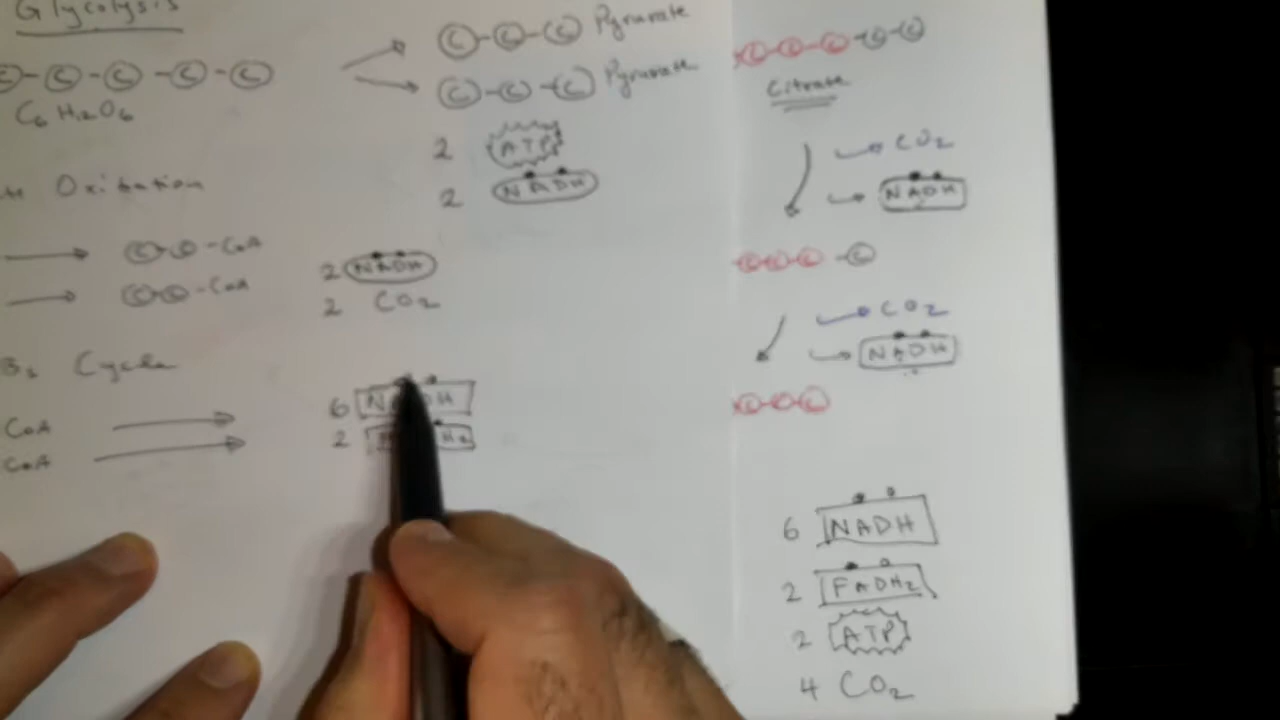 Glycolysis
C-C-C-C-C
C6H12O6
C-C-C Pyruvate
C-C-C Pyruvate
2 ATP
2 NADH
Oxitation
C-C-CoA
C-C-CoA
2 NADH
2 CO2
Cycle
CoA
CoA
6 NADH
2
C-C-C-C-C
Citrate
CO2
NADH
C-C-C-C
CO2
NADH
C-C-C
6 NADH
2 FADH2
2 ATP
4 CO2